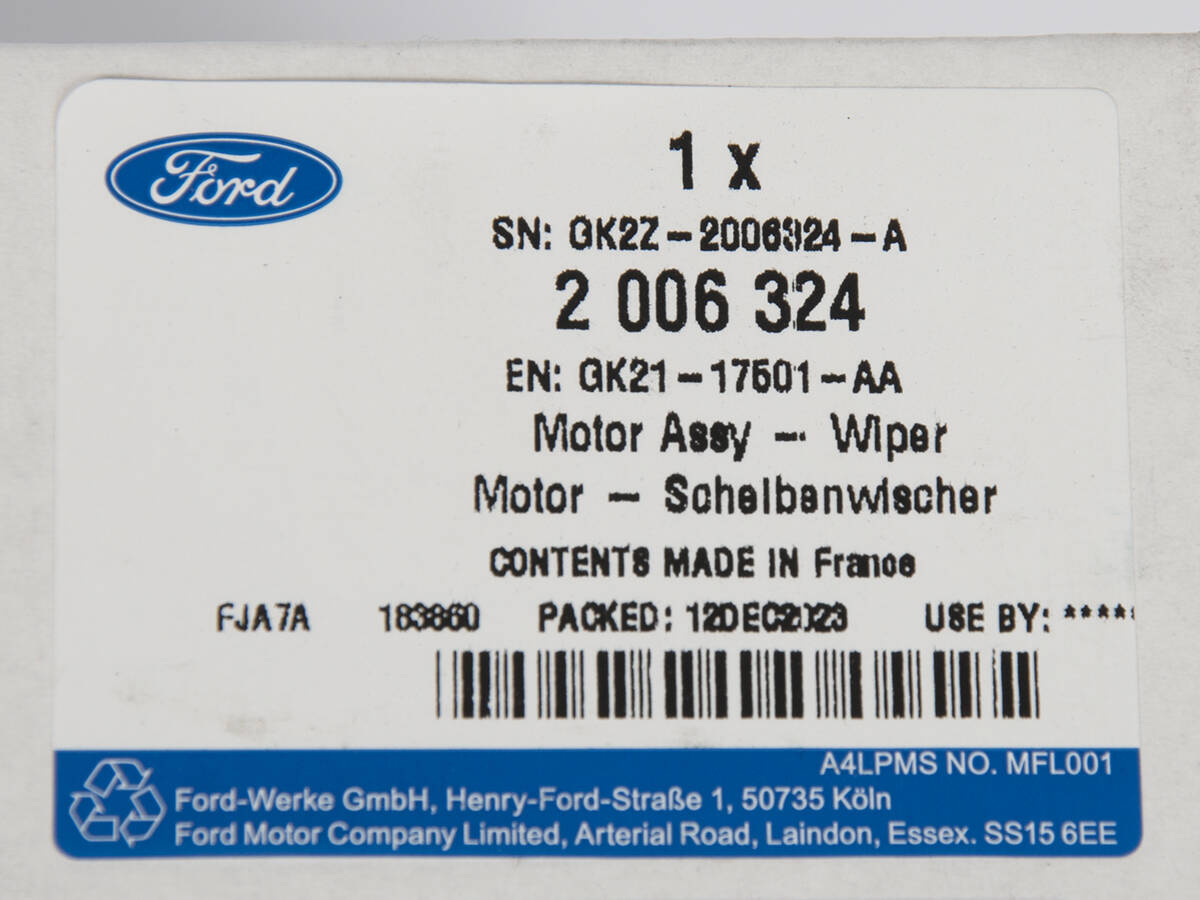 Ford
1 x
SN: GK2Z-2006324-A
2 006 324
EN: GK21-17501-AA
Motor Assy - Wiper
Motor - Scheibenwischer
CONTENTS MADE IN France
FJA7A 183860 PACKED: 12DEC2023 USE BY: *****
A4LPMS NO. MFL001
Ford-Werke GmbH, Henry-Ford-Straße 1, 50735 Köln
Ford Motor Company Limited, Arterial Road, Laindon, Essex. SS15 6EE